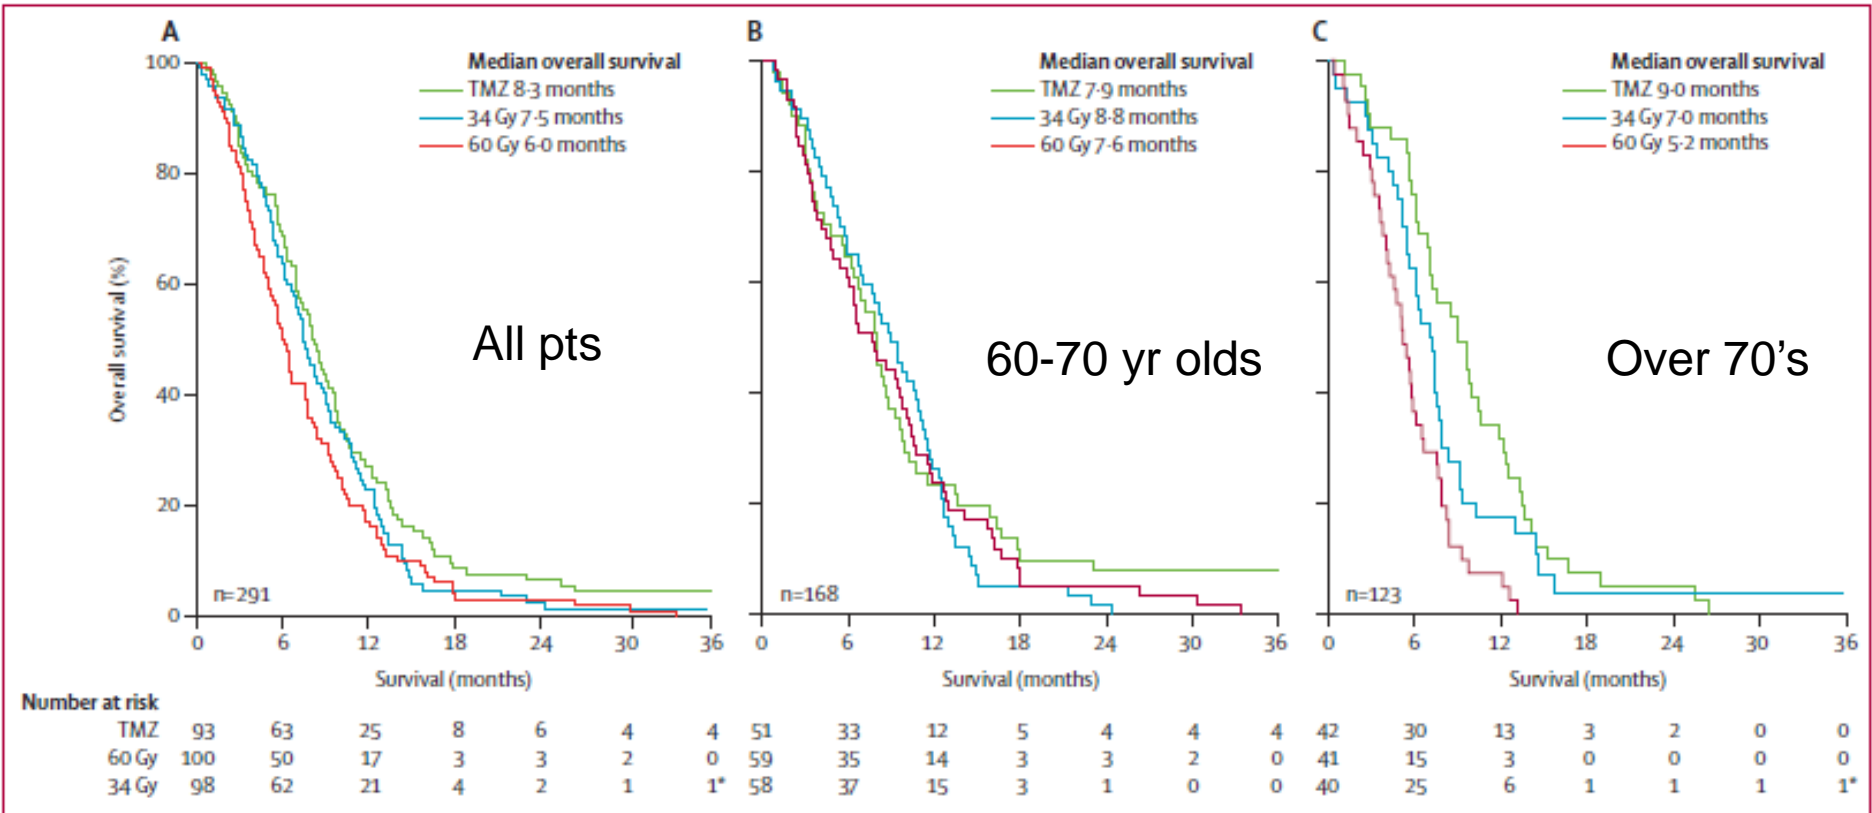 A
Median overall survival
TMZ 8·3 months
34 Gy 7·5 months
60 Gy 6·0 months
100
80
60
40
20
0
Overall survival (%)
All pts
n=291
0 6 12 18 24 30 36
Survival (months)
B
Median overall survival
TMZ 7·9 months
34 Gy 8·8 months
60 Gy 7·6 months
60-70 yr olds
n=168
0 6 12 18 24 30 36
Survival (months)
C
Median overall survival
TMZ 9·0 months
34 Gy 7·0 months
60 Gy 5·2 months
Over 70’s
n=123
0 6 12 18 24 30 36
Survival (months)
Number at risk
TMZ 93 63 25 8 6 4 4 51 33 12 5 4 4 4 42 30 13 3 2 0 0
60 Gy 100 50 17 3 3 2 0 59 35 14 3 3 2 0 41 15 3 0 0 0 0
34 Gy 98 62 21 4 2 1 1* 58 37 15 3 1 0 0 40 25 6 1 1 1 1*